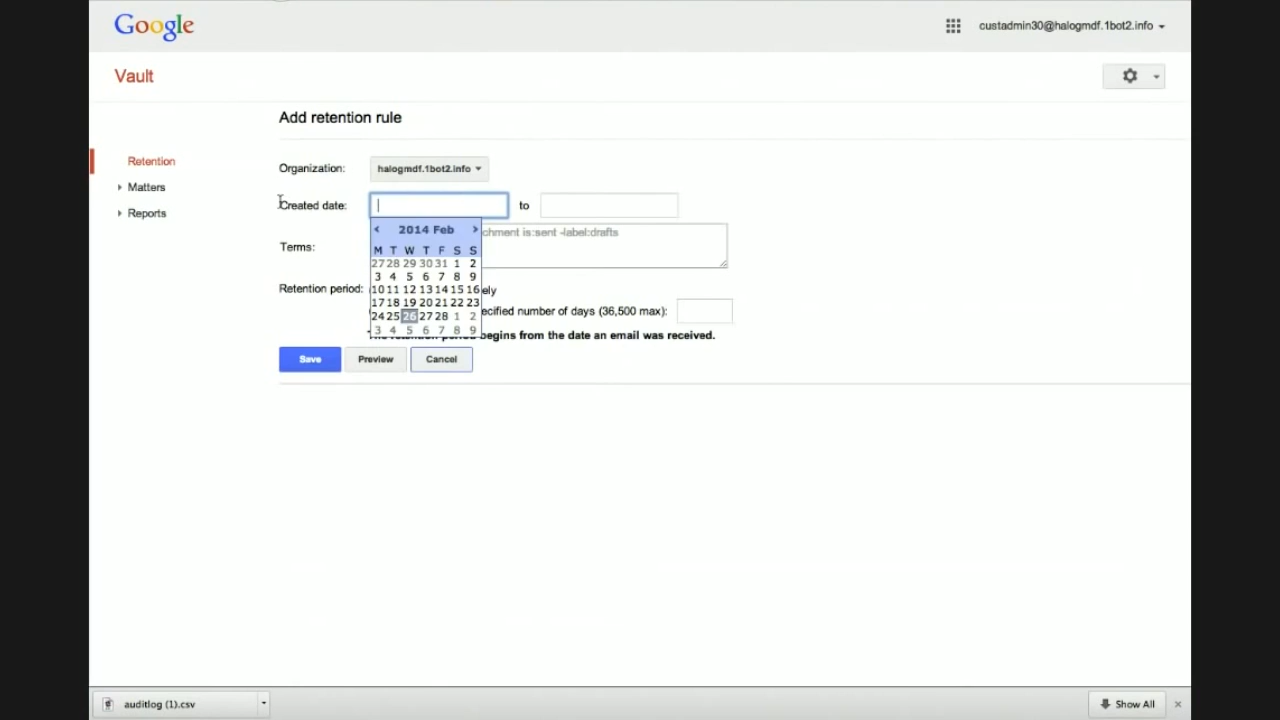 Google
custadmin30@halogmdf.1bot2.info
Vault
Add retention rule
Organization: halogmdf.1bot2.info
Retention
Matters
Reports
Created date: to
2014 Feb
M T W T F S S
27 28 29 30 31 1 2
3 4 5 6 7 8 9
10 11 12 13 14 15 16
17 18 19 20 21 22 23
24 25 26 27 28 1 2
3 4 5 6 7 8 9
Terms: chment is:sent -label:drafts
Retention period: ely
ecified number of days (36,500 max):
begins from the date an email was received.
Save Preview Cancel
auditlog (1).csv
Show All